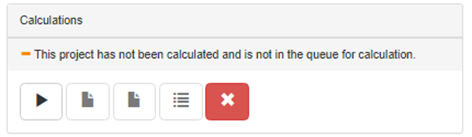 Calculations
This project has not been calculated and is not in the queue for calculation.